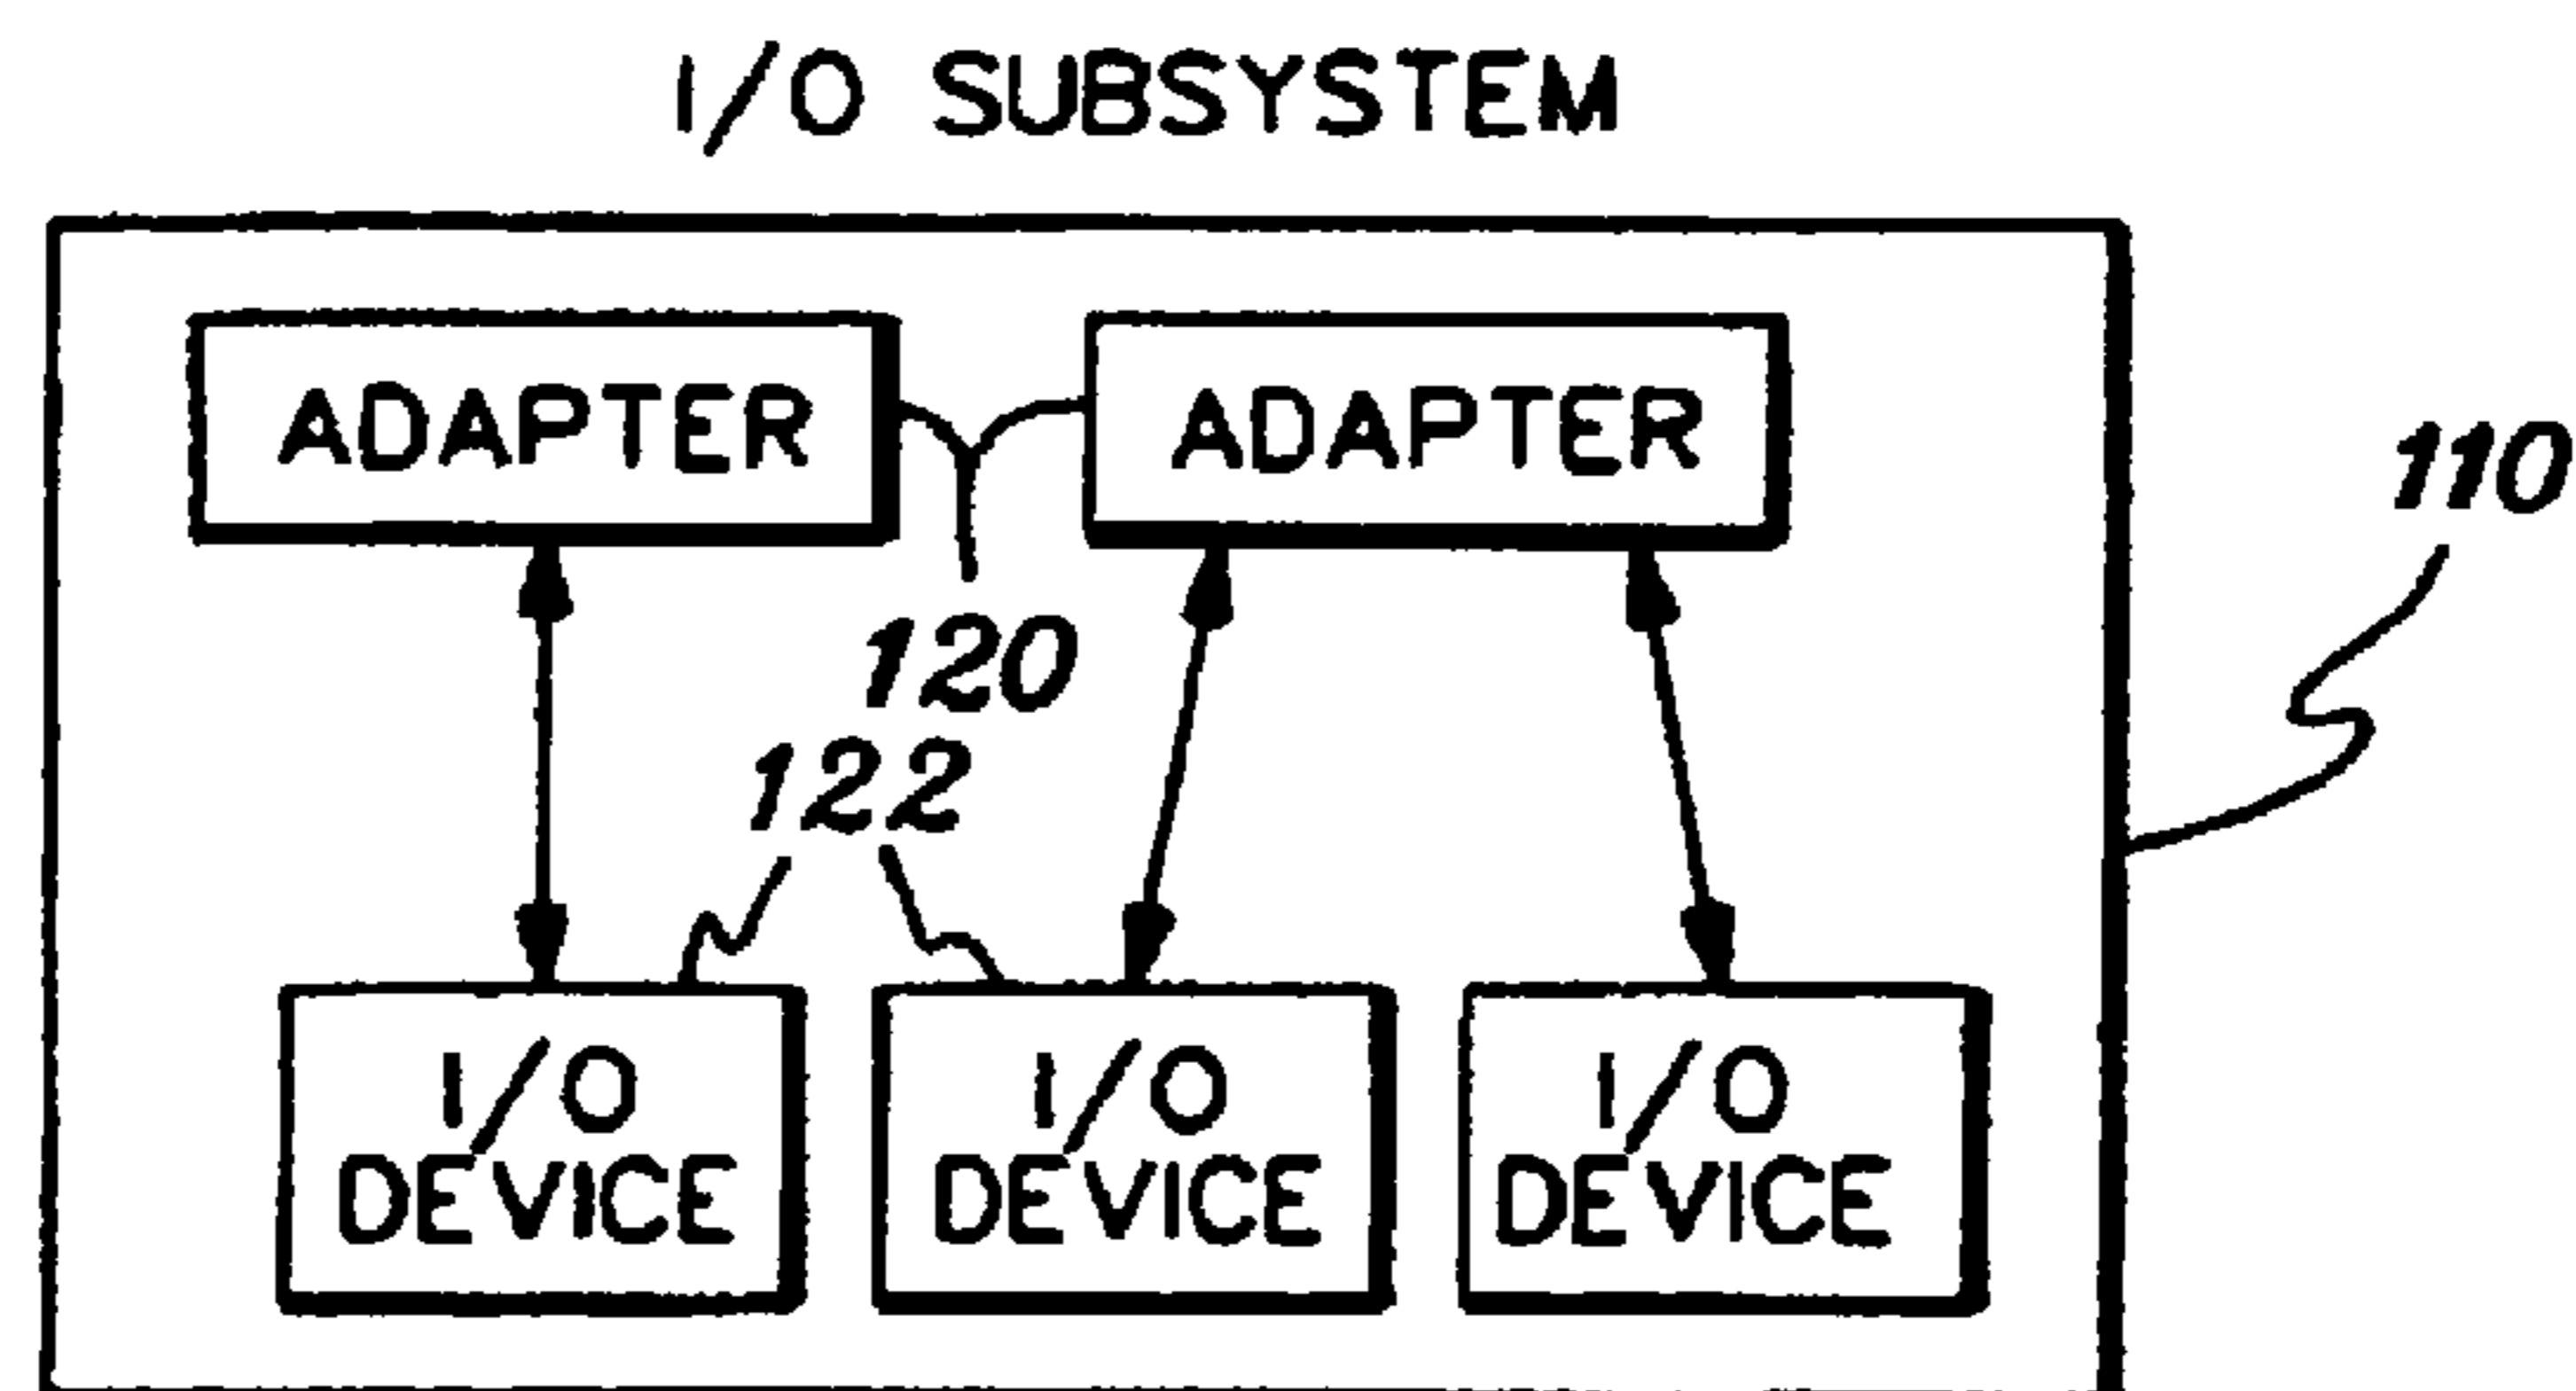 I/O SUBSYSTEM
ADAPTER
ADAPTER
110
120
122
I/O
DEVICE
I/O
DEVICE
I/O
DEVICE